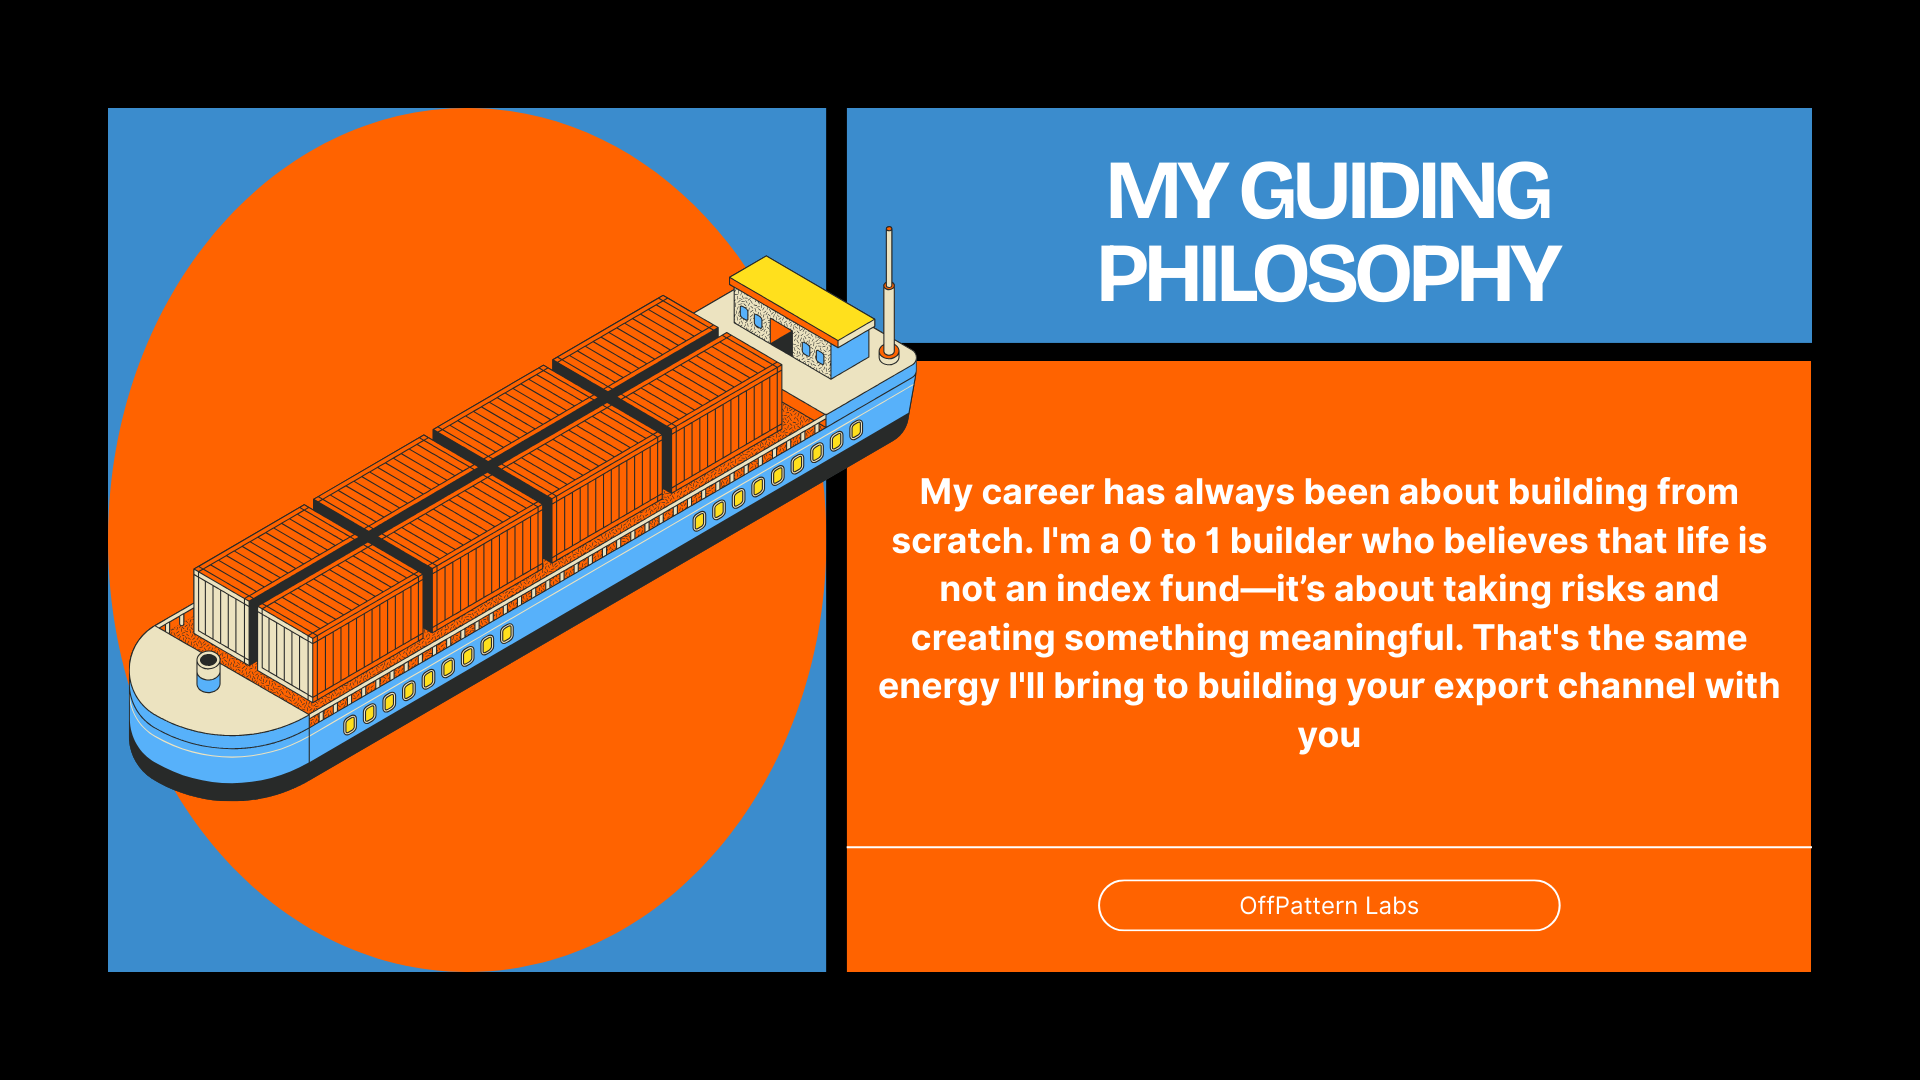 MY GUIDING
PHILOSOPHY
My career has always been about building from
scratch. I'm a 0 to 1 builder who believes that life is
not an index fund—it’s about taking risks and
creating something meaningful. That's the same
energy I'll bring to building your export channel with
you
OffPattern Labs